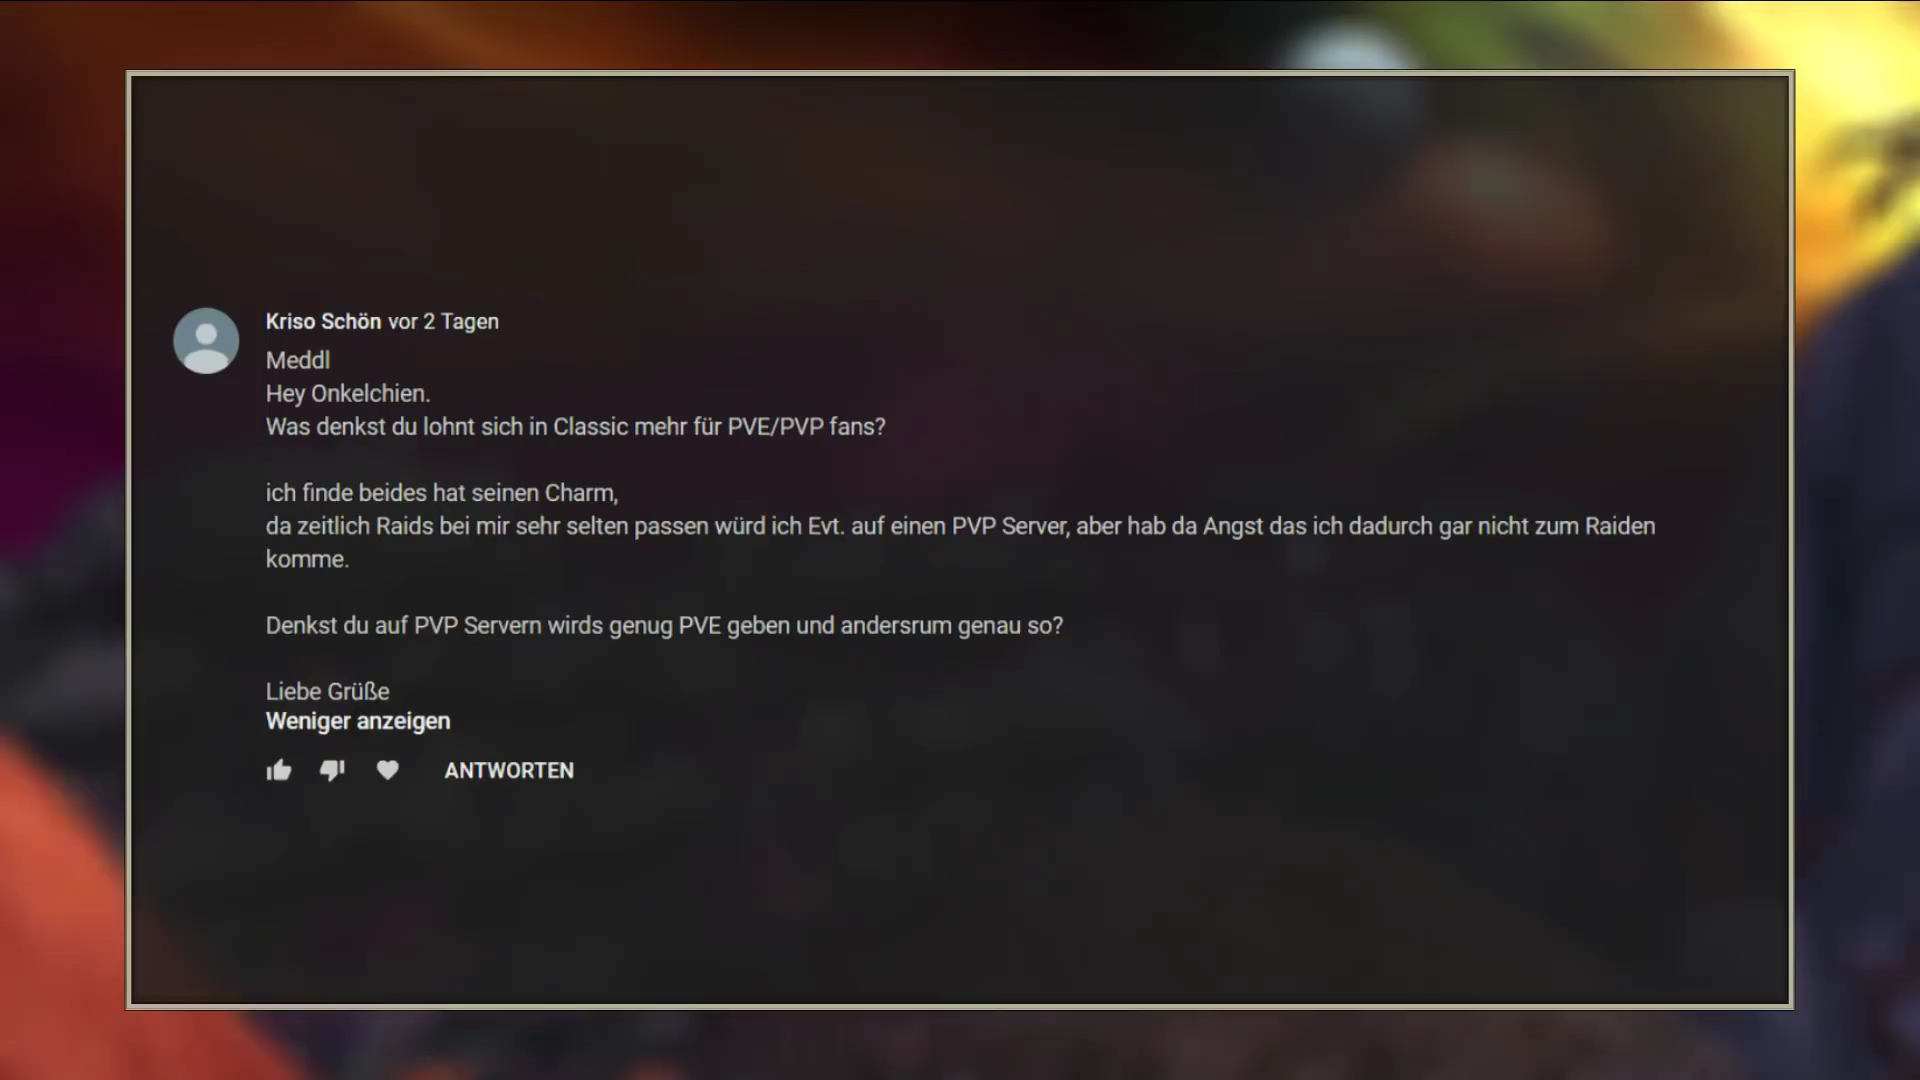 Kriso Schön vor 2 Tagen
Meddl
Hey Onkelchien.
Was denkst du lohnt sich in Classic mehr für PVE/PVP fans?
ich finde beides hat seinen Charm,
da zeitlich Raids bei mir sehr selten passen würd ich Evt. auf einen PVP Server, aber hab da Angst das ich dadurch gar nicht zum Raiden
komme.
Denkst du auf PVP Servern wirds genug PVE geben und andersrum genau so?
Liebe Grüße
Weniger anzeigen
ANTWORTEN